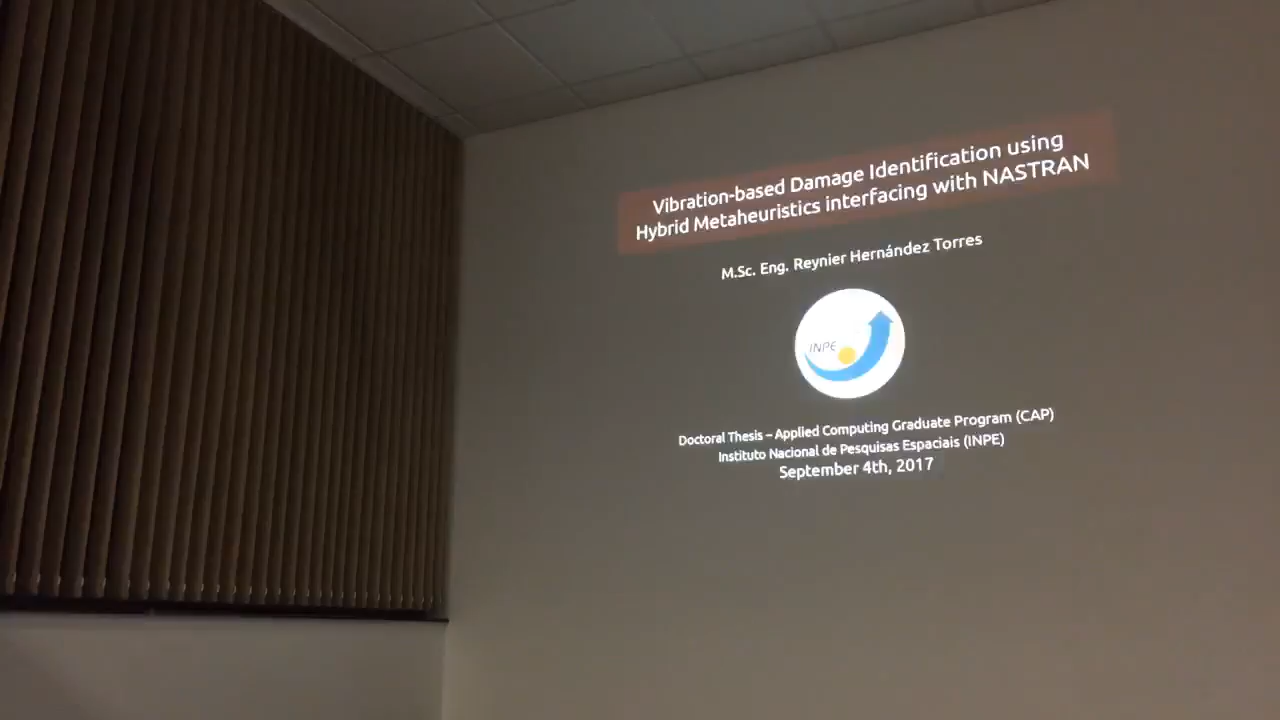 Vibration-based Damage Identification using
Hybrid Metaheuristics interfacing with NASTRAN
M.Sc. Eng. Reynier Hernández Torres
INPE
Doctoral Thesis – Applied Computing Graduate Program (CAP)
Instituto Nacional de Pesquisas Espaciais (INPE)
September 4th, 2017